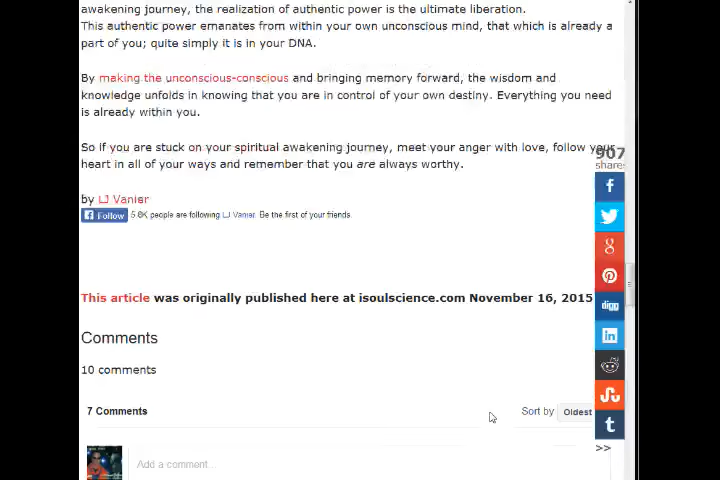 awakening journey, the realization of authentic power is the ultimate liberation.
This authentic power emanates from within your own unconscious mind, that which is already a
part of you; quite simply it is in your DNA.
By making the unconscious-conscious and bringing memory forward, the wisdom and
knowledge unfolds in knowing that you are in control of your own destiny. Everything you need
is already within you.
So if you are stuck on your spiritual awakening journey, meet your anger with love, follow your
heart in all of your ways and remember that you are always worthy.
907
shares
by LJ Vanier
Follow 5.8K people are following LJ Vanier. Be the first of your friends.
This article was originally published here at isoulscience.com November 16, 2015
digg
Comments
10 comments
7 Comments
Sort by Oldest
Add a comment...
>>